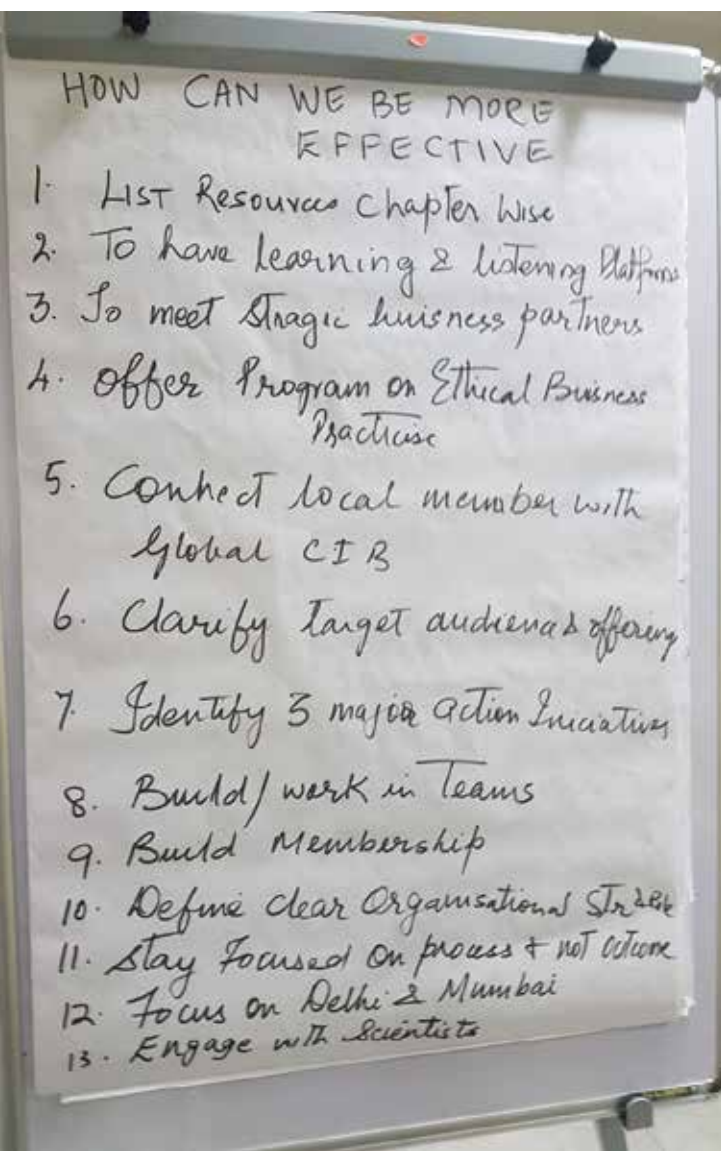 HOW CAN WE BE MORE
EFFECTIVE
1. LIST Resources Chapter Wise
2. To have learning & listening Platforms
3. To meet Stragic buisness partners
4. Offer Program on Ethical Buisness
Practicise
5. Connect local member with
Global CIB
6. Clarify Target audience & offering
7. Identify 3 major action Iniciatives
8. Build/work in Teams
9. Build Membership
10. Define clear Organisational Str &
11. Stay Focused on process & not outcome
12. Focus on Delhi & Mumbai
13. Engage with Scientists